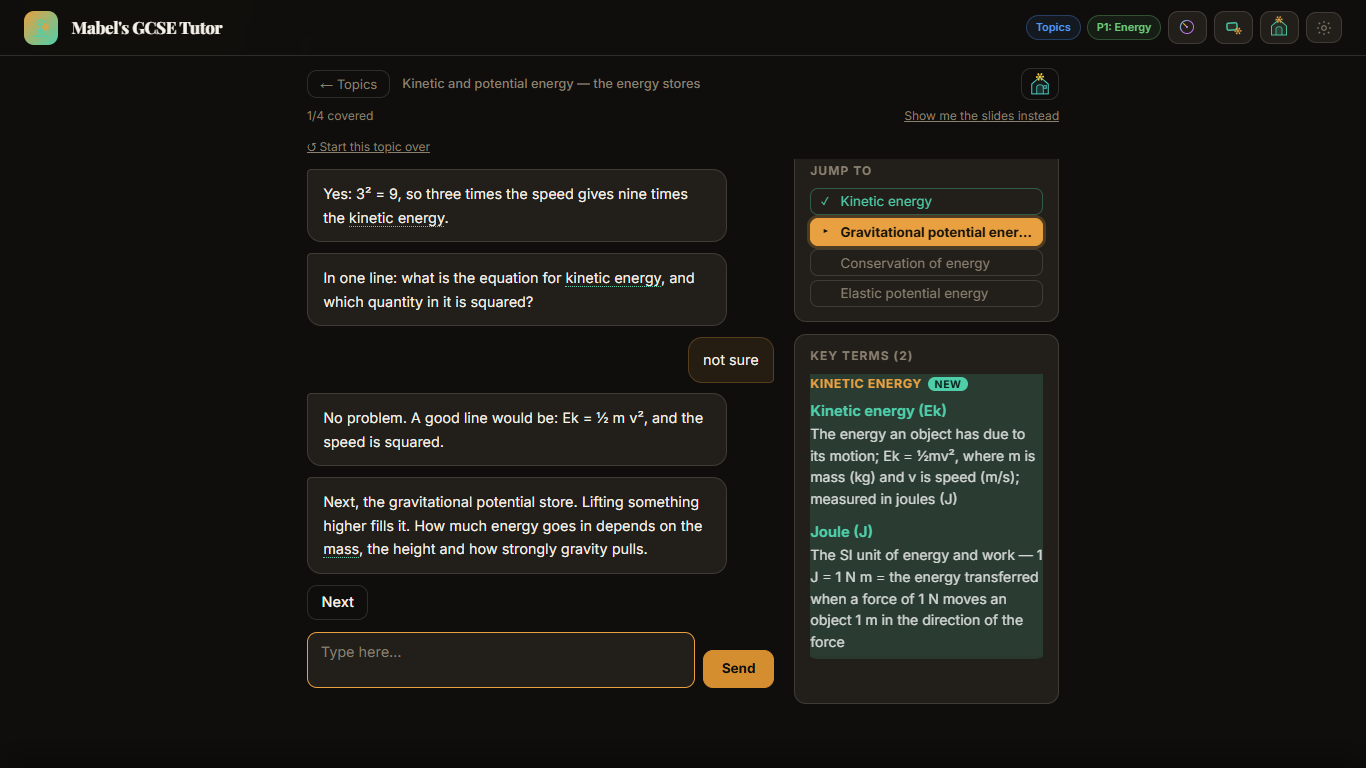 Mabel's GCSE Tutor
Topics
P1: Energy
← Topics
Kinetic and potential energy — the energy stores
1/4 covered
Show me the slides instead
↺ Start this topic over
Yes: 3² = 9, so three times the speed gives nine times
the kinetic energy.
In one line: what is the equation for kinetic energy, and
which quantity in it is squared?
not sure
No problem. A good line would be: Ek = ½ m v², and the
speed is squared.
Next, the gravitational potential store. Lifting something
higher fills it. How much energy goes in depends on the
mass, the height and how strongly gravity pulls.
Next
Type here...
Send
JUMP TO
✓ Kinetic energy
‣ Gravitational potential ener...
Conservation of energy
Elastic potential energy
KEY TERMS (2)
KINETIC ENERGY NEW
Kinetic energy (Ek)
The energy an object has due to
its motion; Ek = ½mv², where m is
mass (kg) and v is speed (m/s);
measured in joules (J)
Joule (J)
The SI unit of energy and work — 1
J = 1 N m = the energy transferred
when a force of 1 N moves an
object 1 m in the direction of the
force